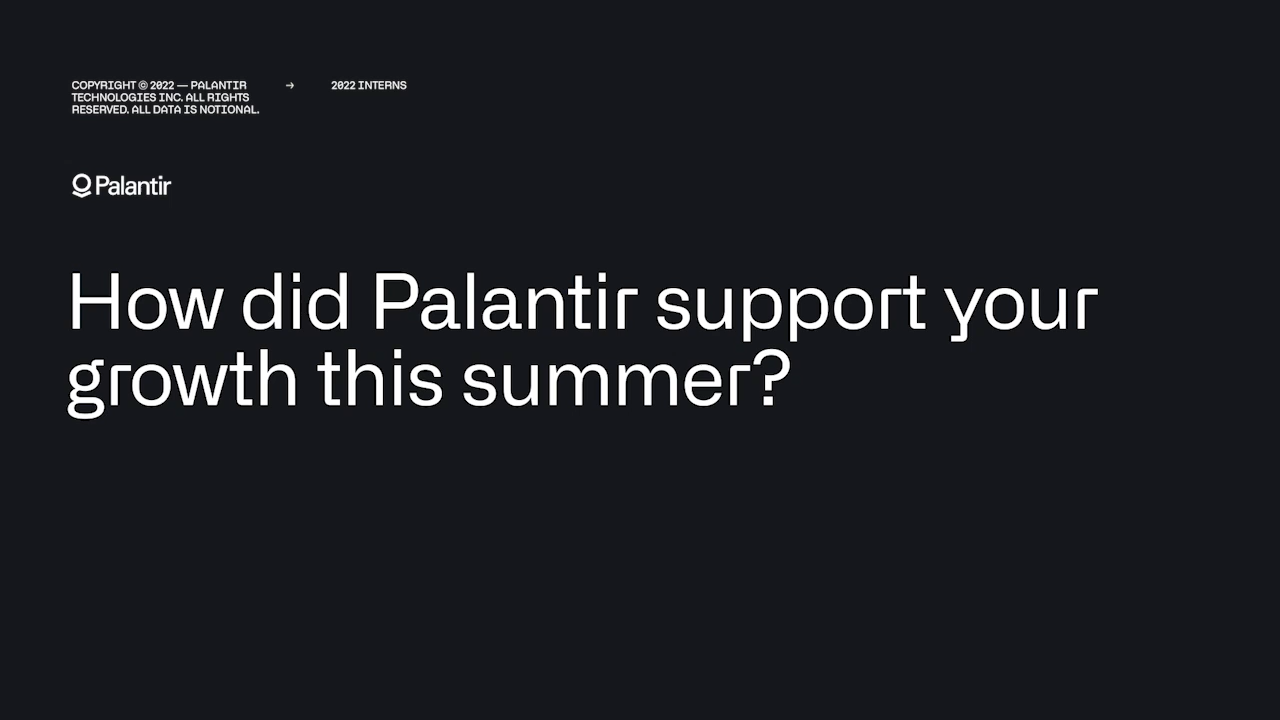 COPYRIGHT © 2022 — PALANTIR → 2022 INTERNS
TECHNOLOGIES INC. ALL RIGHTS
RESERVED. ALL DATA IS NOTIONAL.
Palantir
How did Palantir support your
growth this summer?